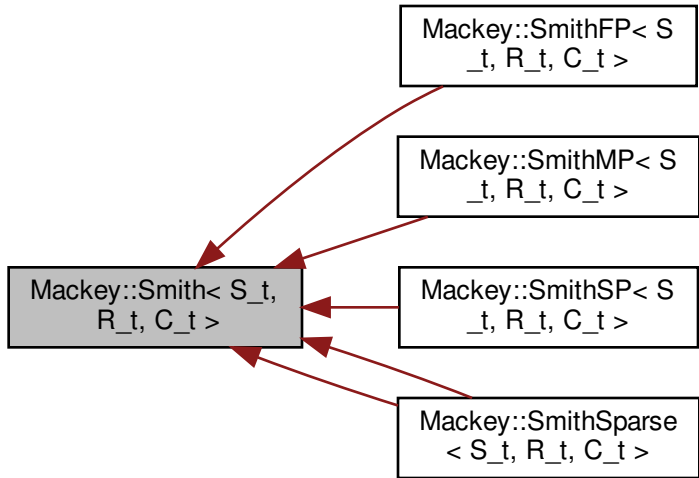 Mackey::SmithFP< S
_t, R_t, C_t >
Mackey::SmithMP< S
_t, R_t, C_t >
Mackey::Smith< S_t,
R_t, C_t >
Mackey::SmithSP< S
_t, R_t, C_t >
Mackey::SmithSparse
< S_t, R_t, C_t >